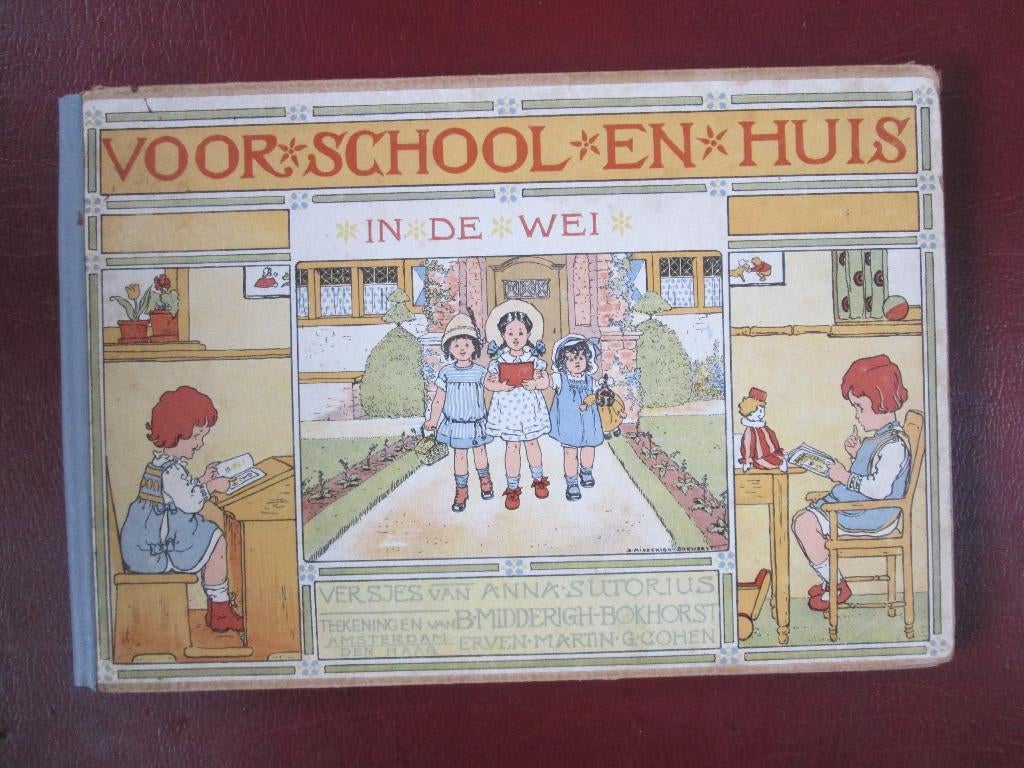 VOOR SCHOOL EN HUIS
IN DE WEI
B. MIDDERIGH-BOKHORST
VERSJES VAN ANNA SUTORIUS
TEEKENINGEN VAN B·MIDDERIGH-BOKHORST
AMSTERDAM
DEN HAAG
ERVEN·MARTIN·G·COHEN